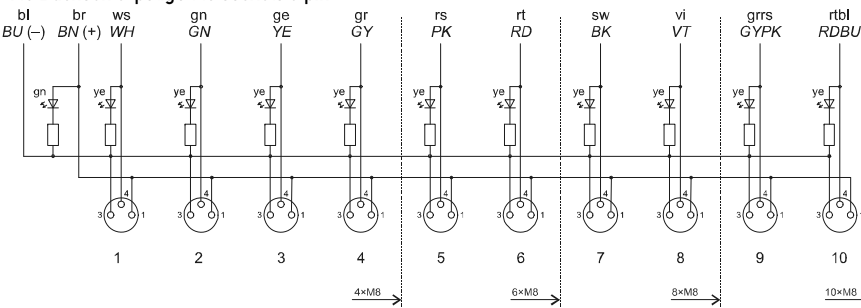 bl br ws gn ge gr rs rt sw vi grrs rtbl
BU (–) BN (+) WH GN YE GY PK RD BK VT GYPK RDBU
gn ye ye ye ye ye ye ye ye ye ye
4 4 4 4 4 4 4 4 4 4
3 1 3 1 3 1 3 1 3 1 3 1 3 1 3 1 3 1 3 1
1 2 3 4 5 6 7 8 9 10
4×M8 6×M8 8×M8 10×M8